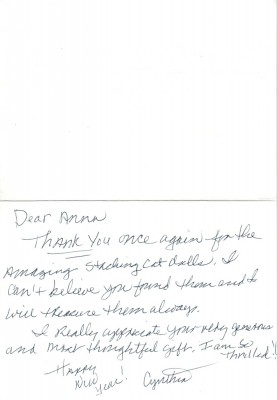 Dear Anna
Thank You once again for the
Amazing Stacking Cat dolls. I
Can't believe you found them and I
will treasure them always.
I Really appreciate your very generous
and most thoughtful gift. I am so
thrilled!!
Happy
New
Year! Cynthia